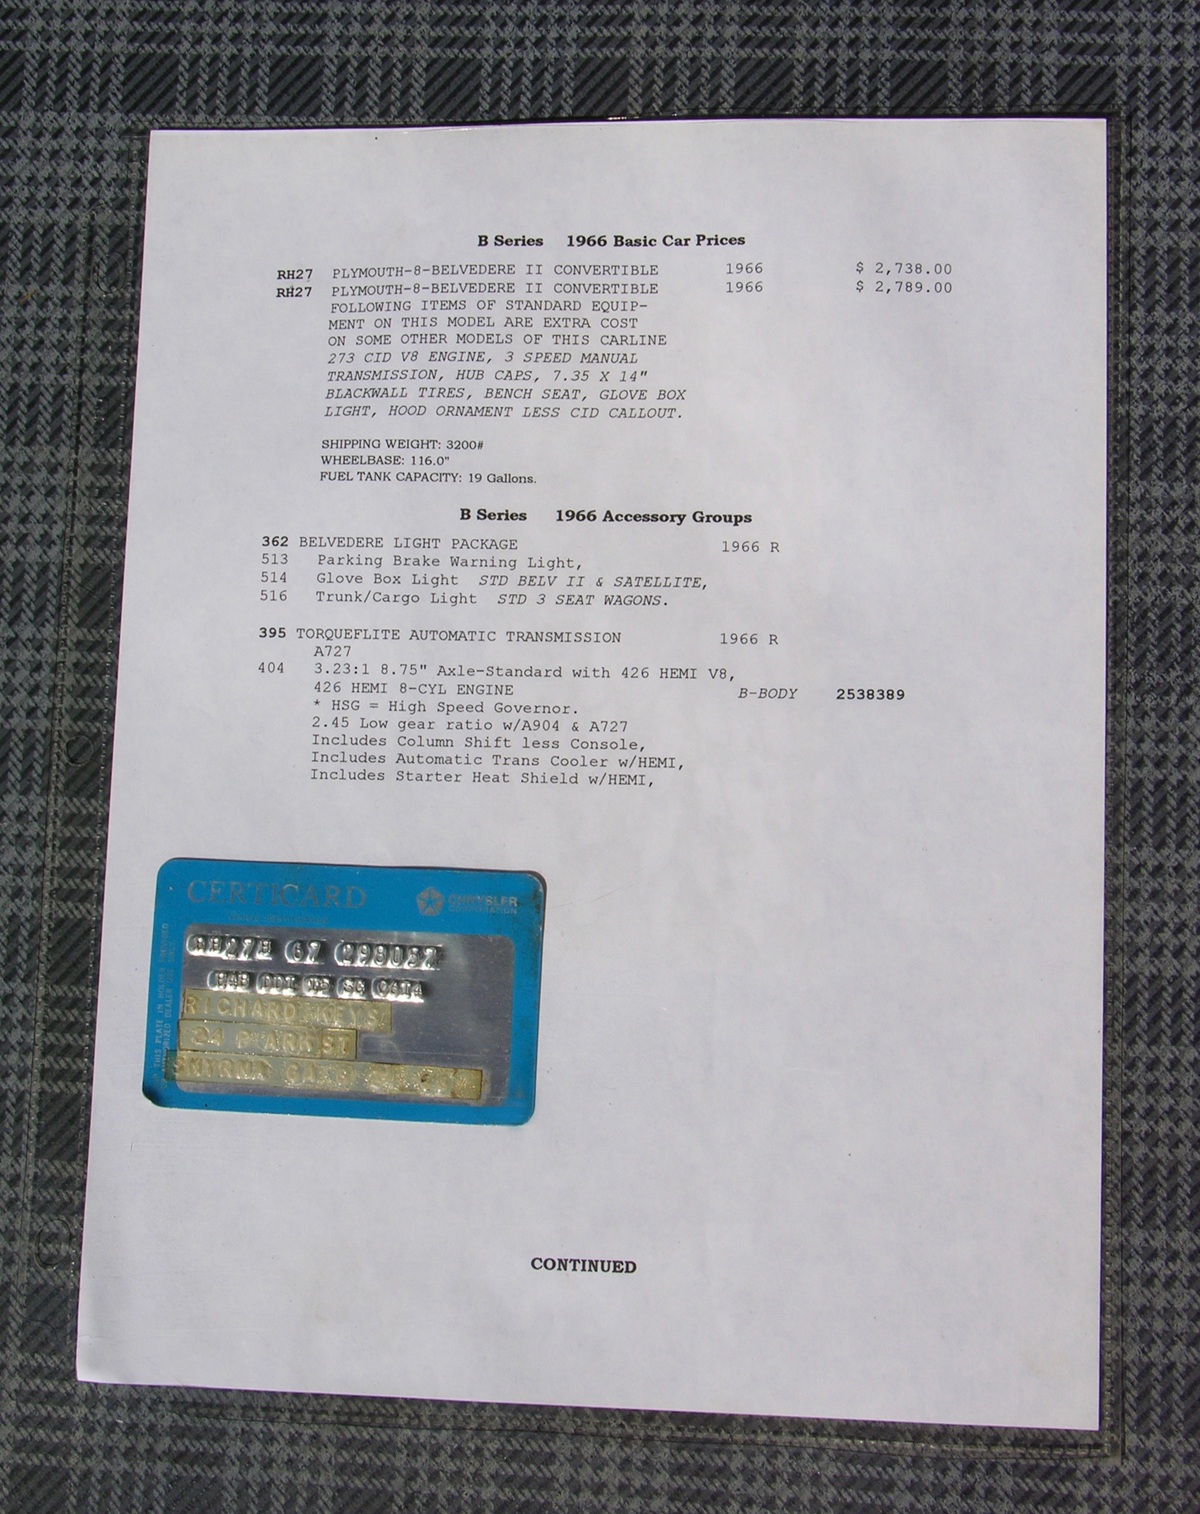 B Series 1966 Basic Car Prices
RH27 PLYMOUTH-8-BELVEDERE II CONVERTIBLE 1966 $ 2,738.00
RH27 PLYMOUTH-8-BELVEDERE II CONVERTIBLE 1966 $ 2,789.00
FOLLOWING ITEMS OF STANDARD EQUIP-
MENT ON THIS MODEL ARE EXTRA COST
ON SOME OTHER MODELS OF THIS CARLINE
273 CID V8 ENGINE, 3 SPEED MANUAL
TRANSMISSION, HUB CAPS, 7.35 X 14"
BLACKWALL TIRES, BENCH SEAT, GLOVE BOX
LIGHT, HOOD ORNAMENT LESS CID CALLOUT.
SHIPPING WEIGHT: 3200#
WHEELBASE: 116.0"
FUEL TANK CAPACITY: 19 Gallons.
B Series 1966 Accessory Groups
362 BELVEDERE LIGHT PACKAGE 1966 R
513 Parking Brake Warning Light,
514 Glove Box Light STD BELV II & SATELLITE,
516 Trunk/Cargo Light STD 3 SEAT WAGONS.
395 TORQUEFLITE AUTOMATIC TRANSMISSION 1966 R
A727
404 3.23:1 8.75" Axle-Standard with 426 HEMI V8,
426 HEMI 8-CYL ENGINE B-BODY 2538389
* HSG = High Speed Governor.
2.45 Low gear ratio w/A904 & A727
Includes Column Shift less Console,
Includes Automatic Trans Cooler w/HEMI,
Includes Starter Heat Shield w/HEMI,
CERTICARD
CHRYSLER
CORPORATION
RH27H 67 298057
RICHARD KEYS
24 PARK ST
SMYRNA
CONTINUED